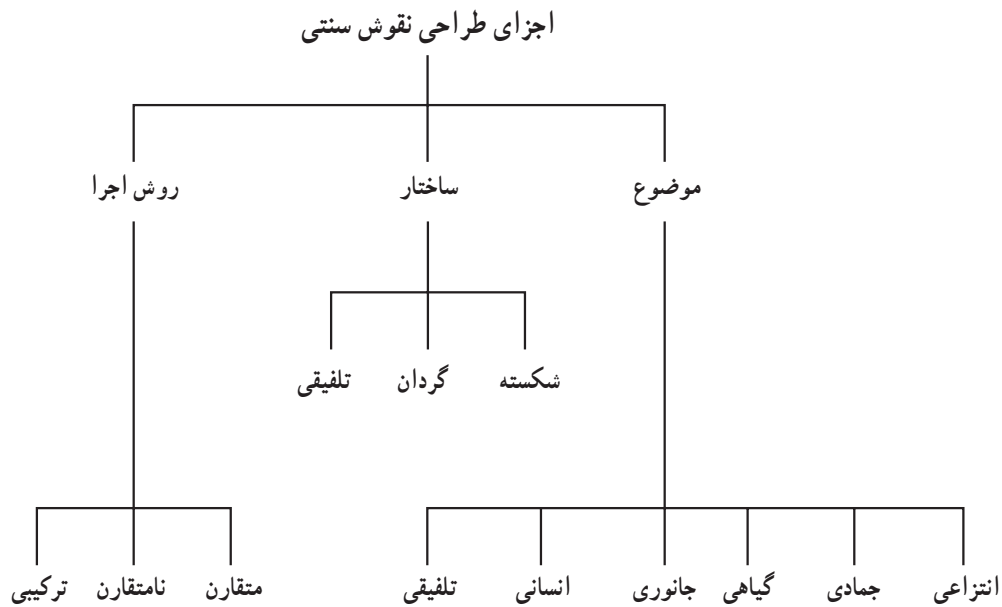 اجزای طراحی نقوش سنتی
موضوع ساختار روش اجرا
شکسته گردان تلفیقی
انتزاعی جمادی گیاهی جانوری انسانی تلفیقی متقارن نامتقارن ترکیبی